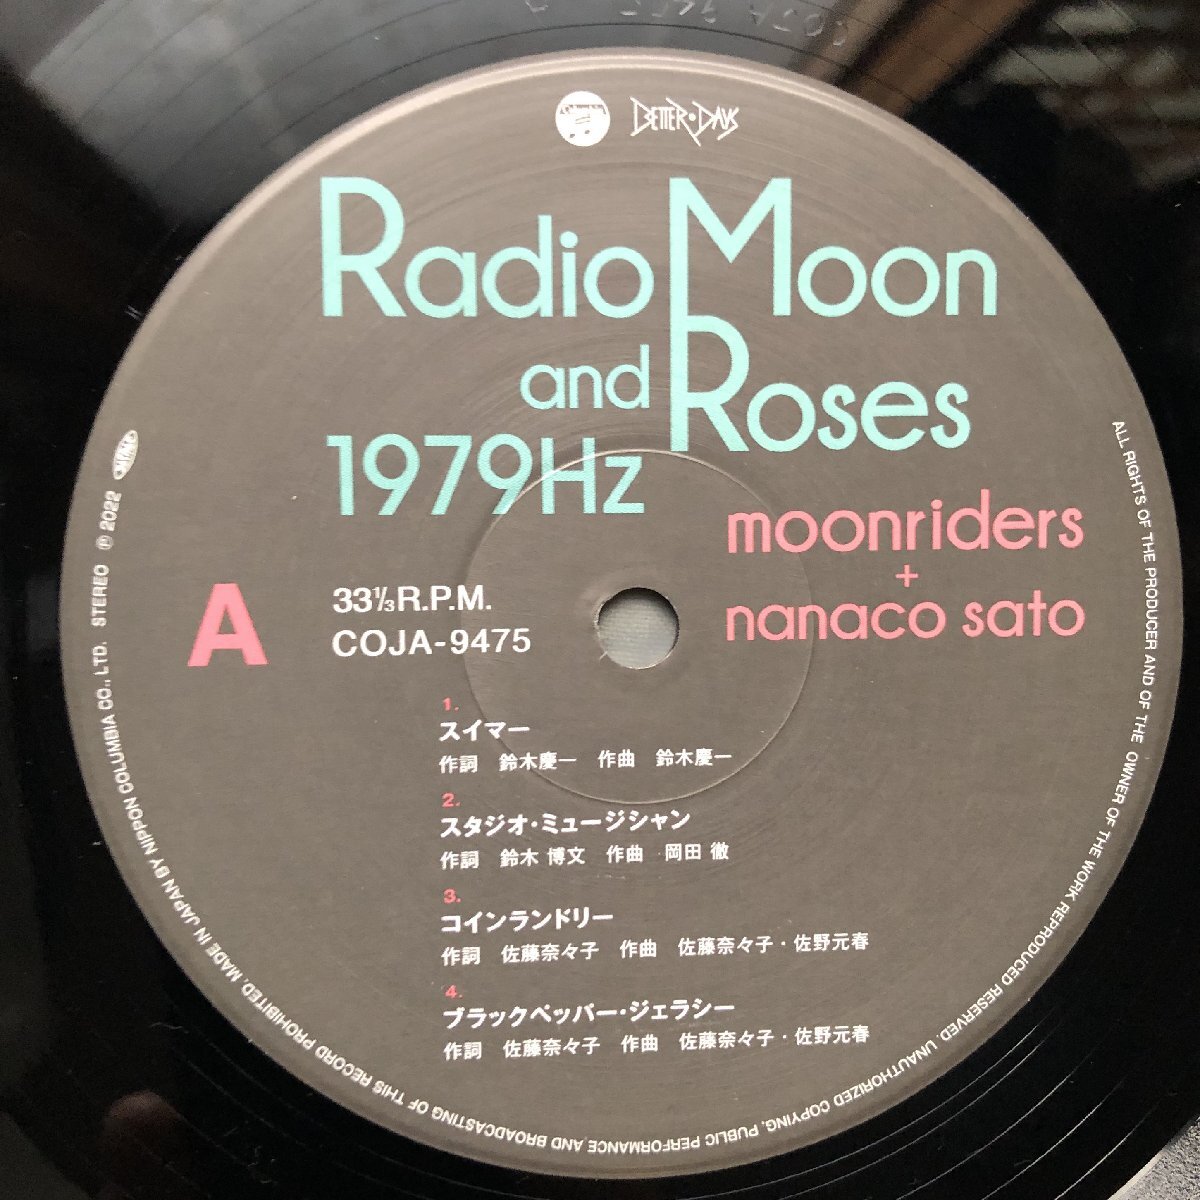 BETTER・DAYS
Radio Moon
and Roses
1979Hz
moonriders
+
nanaco sato
A
33⅓R.P.M.
COJA-9475
1.
スイマー
作詞 鈴木慶一 作曲 鈴木慶一
2.
スタジオ・ミュージシャン
作詞 鈴木 博文 作曲 岡田 徹
3.
コインランドリー
作詞 佐藤奈々子 作曲 佐藤奈々子・佐野元春
4.
ブラックペッパー・ジェラシー
作詞 佐藤奈々子 作曲 佐藤奈々子・佐野元春
ALL RIGHTS OF THE PRODUCER AND OF THE OWNER OF THE WORK REPRODUCED RESERVED. UNAUTHORIZED COPYING, PUBLIC PERFORMANCE AND BROADCASTING OF THIS RECORD PROHIBITED. MADE IN JAPAN BY NIPPON COLUMBIA CO., LTD. STEREO ℗ 2022